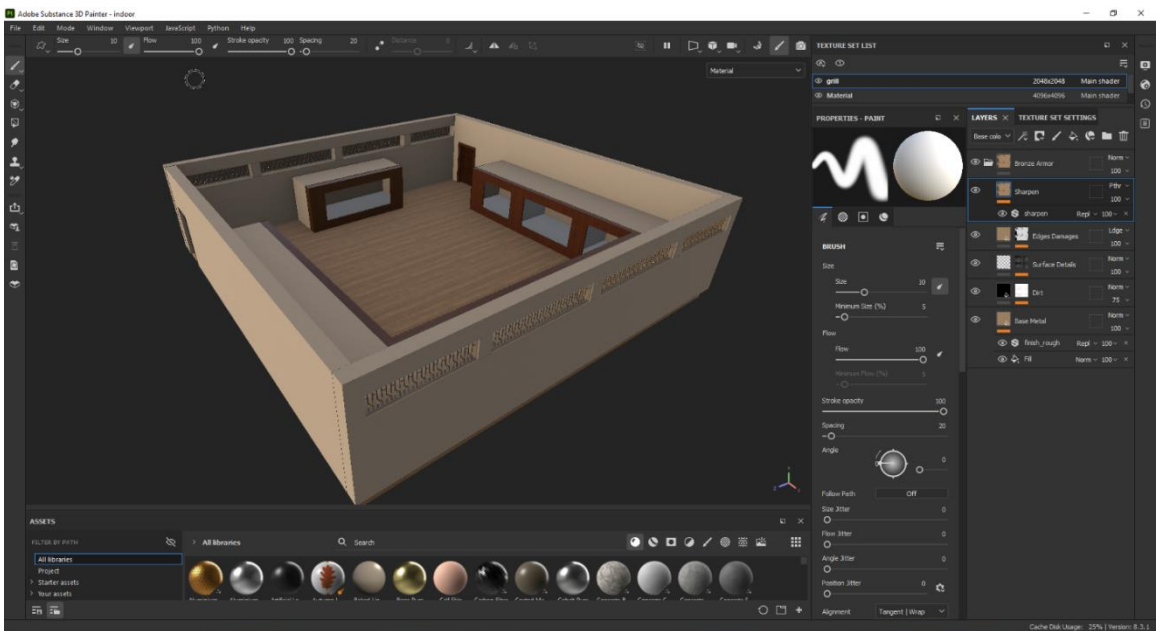 Pt Adobe Substance 3D Painter - indoor
File Edit Mode Window Viewport JavaScript Python Help
Size 10 Flow 100 Stroke opacity 100 Spacing 20 Distance
Material
TEXTURE SET LIST
grill 2048x2048 Main shader
Material 4096x4096 Main shader
PROPERTIES - PAINT
BRUSH
Size
Size 10
Minimum Size (%) 5
Flow
Flow 100
Minimum Flow (%) 5
Stroke opacity 100
Spacing 20
Angle 0
Follow Path Off
Size Jitter 0
Flow Jitter 0
Angle Jitter 0
Position Jitter 0
Alignment Tangent | Wrap
LAYERS TEXTURE SET SETTINGS
Base colo
Bronze Armor Norm 100
Sharpen Pthr 100
sharpen Repl 100
Edges Damages Ldge 100
Surface Details Norm 100
Dirt Norm 75
Base Metal Norm 100
finish_rough Repl 100
Fill Norm 100
ASSETS
FILTER BY PATH
All libraries
Project
Starter assets
Your assets
All libraries Search
Cache Disk Usage: 25% | Version: 8.3.1